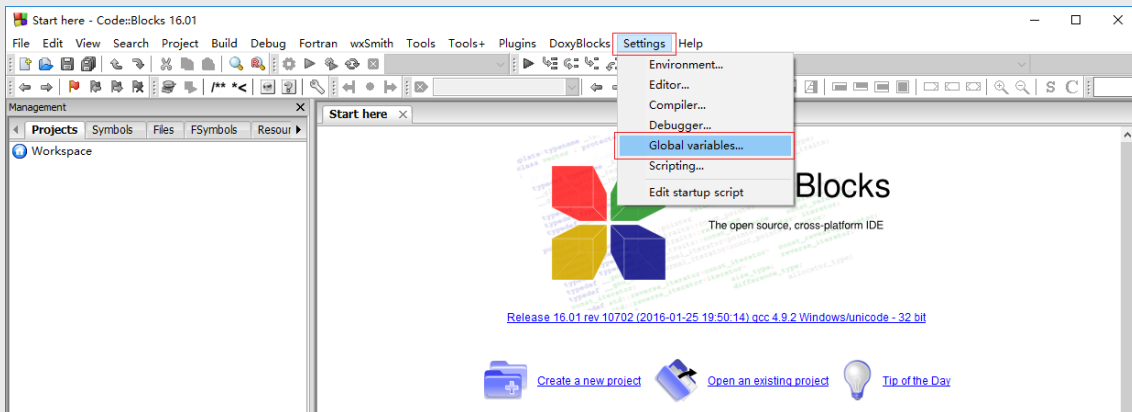 Start here - Code::Blocks 16.01
File Edit View Search Project Build Debug Fortran wxSmith Tools Tools+ Plugins DoxyBlocks Settings Help
Environment...
Editor...
Compiler...
Debugger...
Global variables...
Scripting...
Edit startup script
/** *<
S C
Management
Projects Symbols Files FSymbols Resour
Workspace
Start here
Blocks
The open source, cross-platform IDE
Release 16.01 rev 10702 (2016-01-25 19:50:14) gcc 4.9.2 Windows/unicode - 32 bit
Create a new project
Open an existing project
Tip of the Day